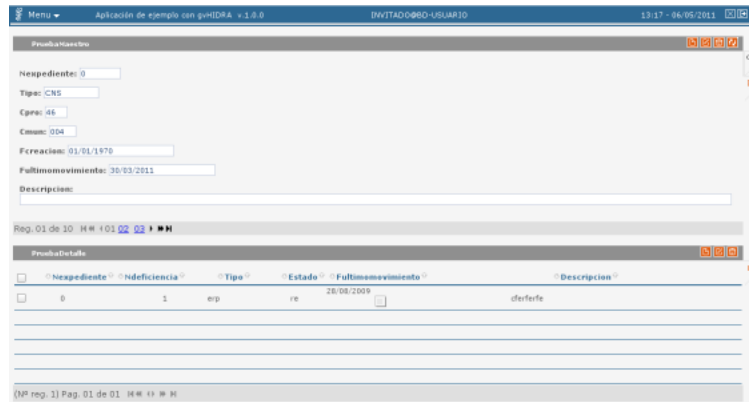 Menu Aplicación de ejemplo con gvHIDRA v.1.0.0 INVITADO@BD-USUARIO 13:17 - 06/05/2011
PruebaMaestro
Nexpediente: 0
Tipo: CNS
Cpro: 46
Cmun: 004
Fcreacion: 01/01/1970
Fultimomovimiento: 30/03/2011
Descripcion:
Reg. 01 de 10 01 02 03
PruebaDetalle
Nexpediente Ndeficiencia Tipo Estado Fultimomovimiento Descripcion
0 1 erp re 28/08/2009 cferferfe
(Nº reg. 1) Pag. 01 de 01